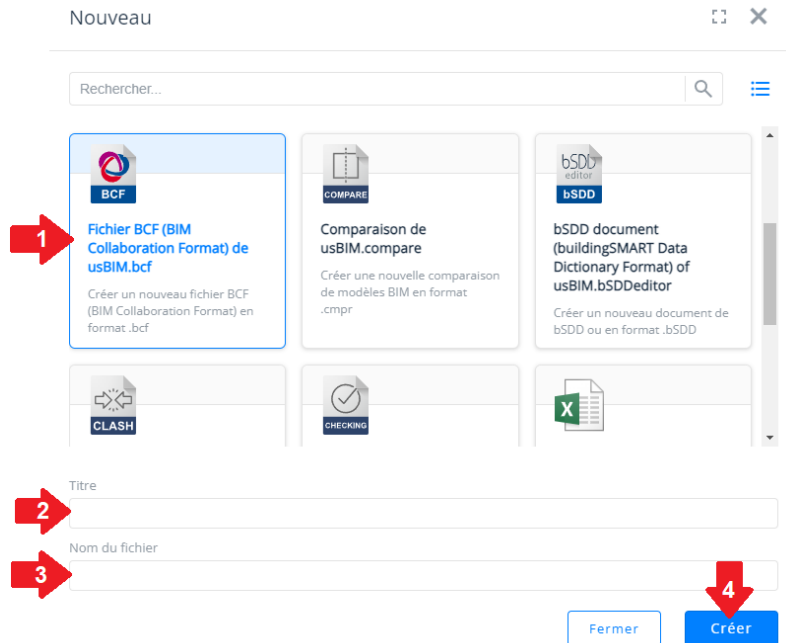 Nouveau
Rechercher...
BCF
Fichier BCF (BIM
Collaboration Format) de
usBIM.bcf
Créer un nouveau fichier BCF
(BIM Collaboration Format) en
format .bcf
COMPARE
Comparaison de
usBIM.compare
Créer une nouvelle comparaison
de modèles BIM en format
.cmpr
bSDD
editor
bSDD
bSDD document
(buildingSMART Data
Dictionary Format) of
usBIM.bSDDeditor
Créer un nouveau document de
bSDD ou en format .bSDD
1
CLASH
CHECKING
X
Titre
2
Nom du fichier
3
4
Fermer
Créer